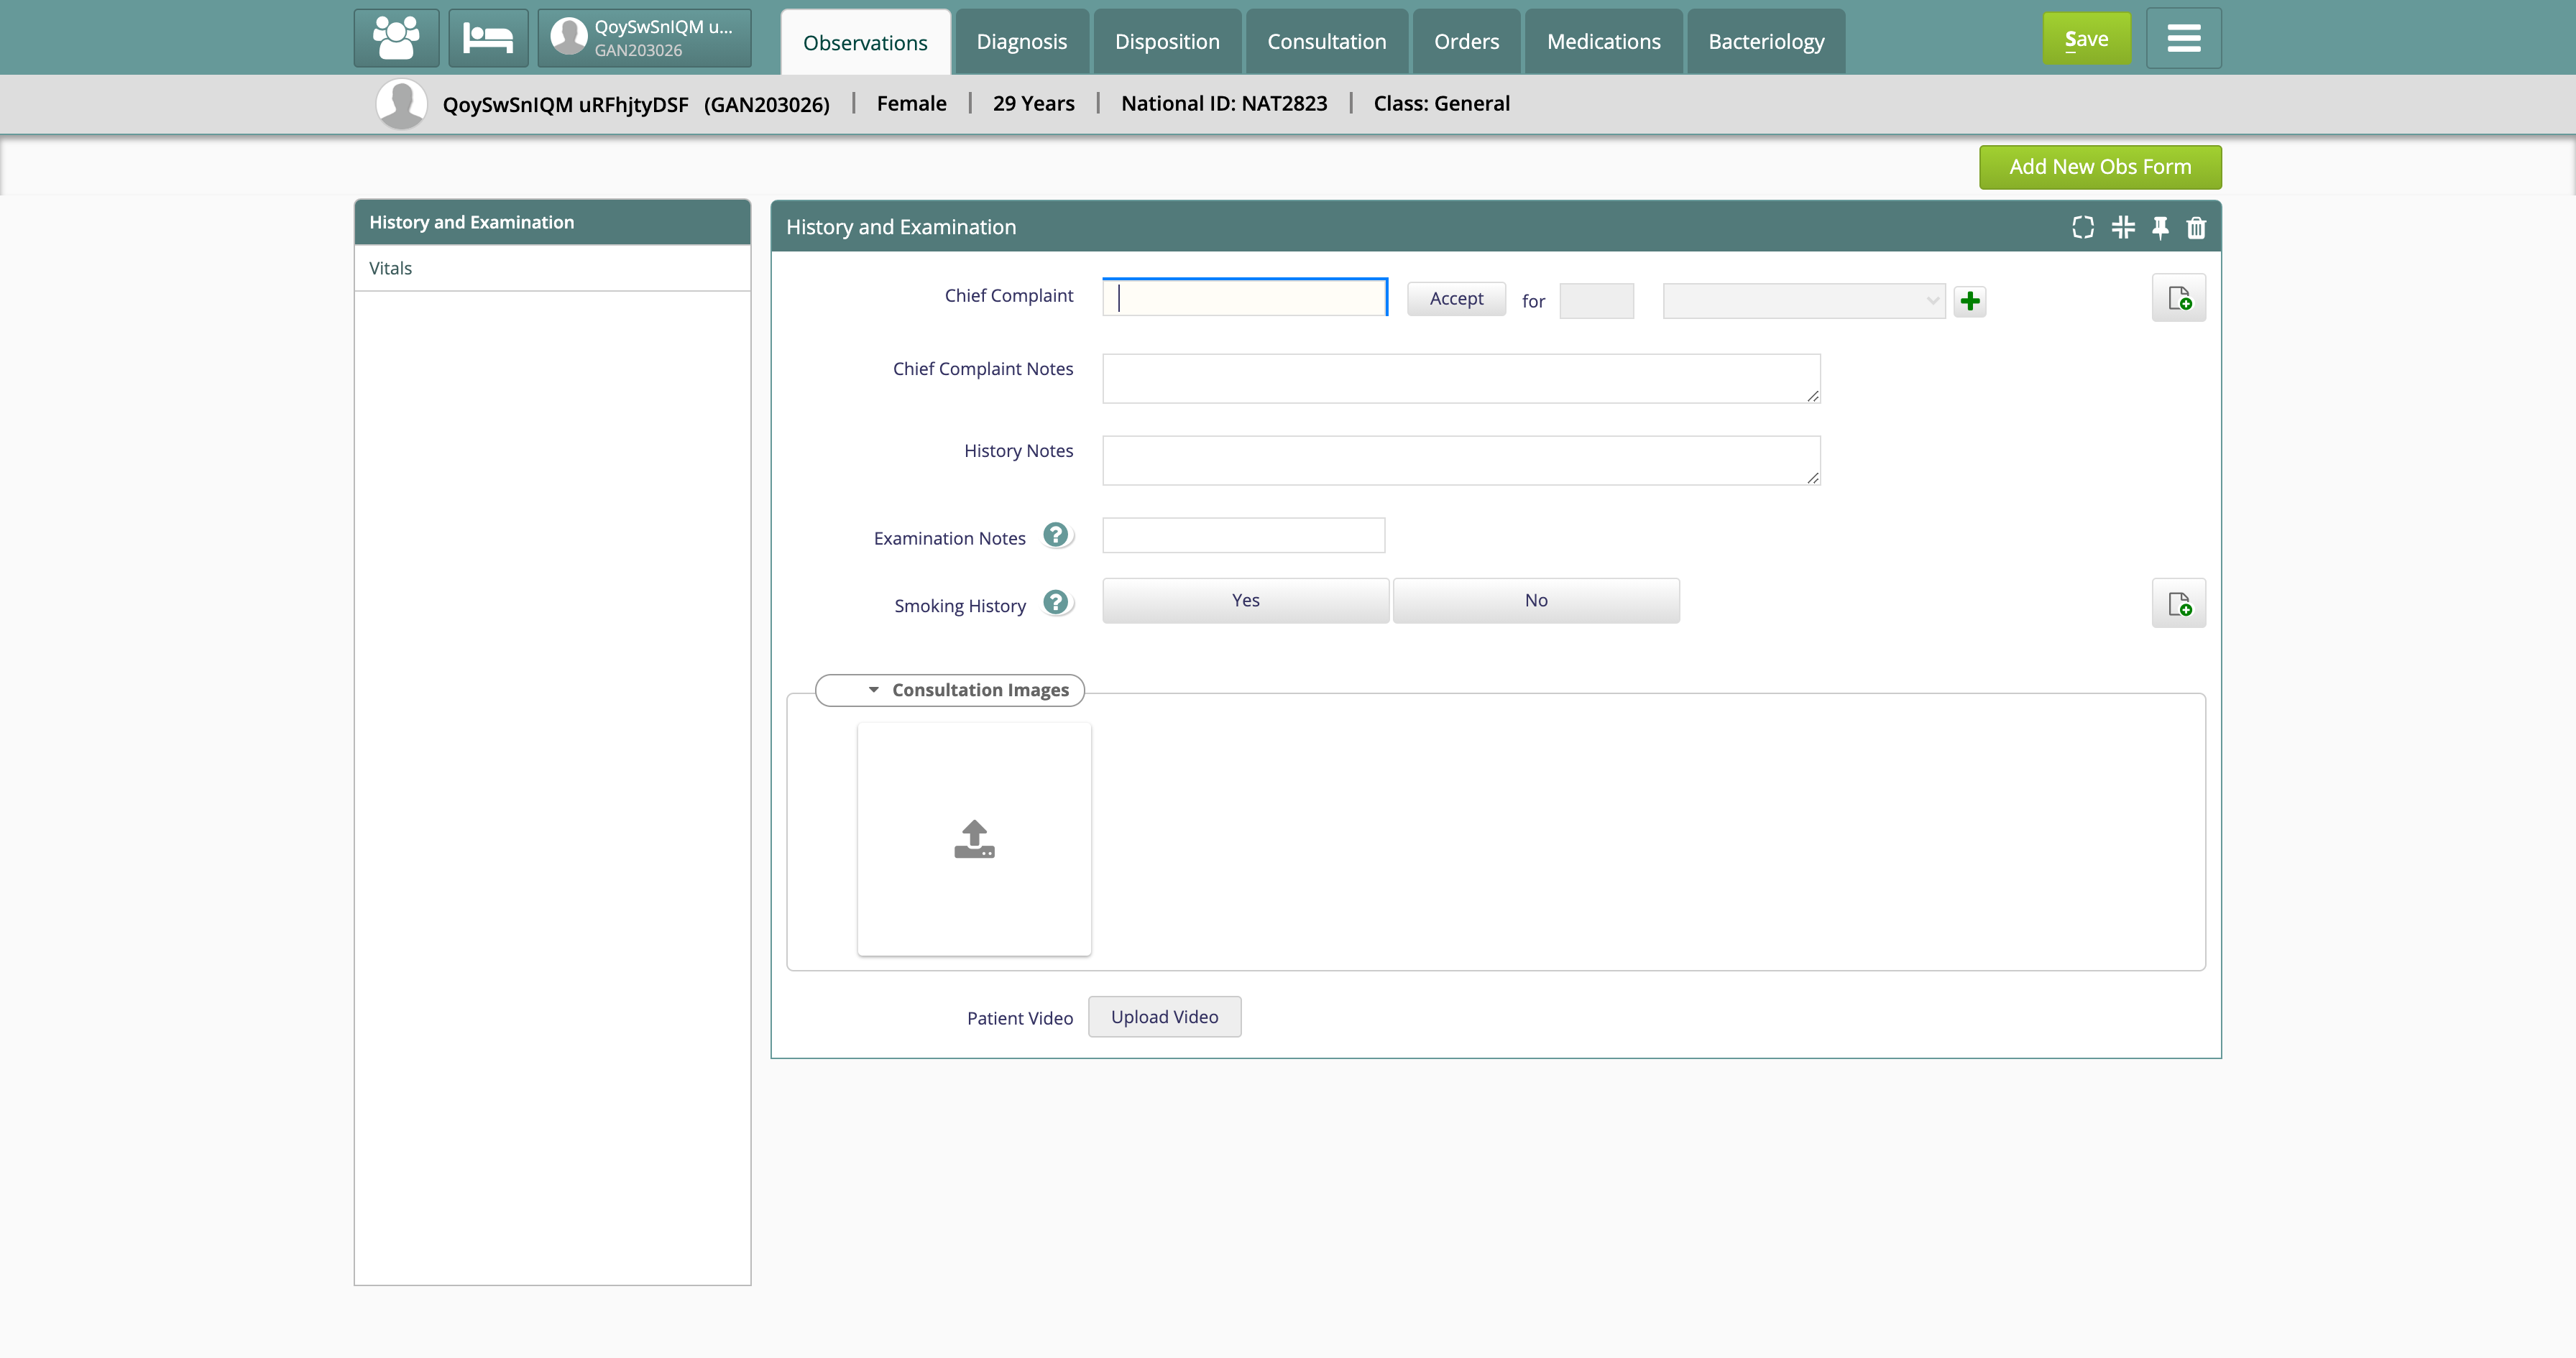 QoySwSnIQM u...
GAN203026
Observations
Diagnosis
Disposition
Consultation
Orders
Medications
Bacteriology
Save
QoySwSnIQM uRFhjtyDSF (GAN203026) | Female | 29 Years | National ID: NAT2823 | Class: General
Add New Obs Form
History and Examination
Vitals
History and Examination
Chief Complaint
Accept
for
Chief Complaint Notes
History Notes
Examination Notes ?
Smoking History ?
Yes
No
Consultation Images
Patient Video
Upload Video